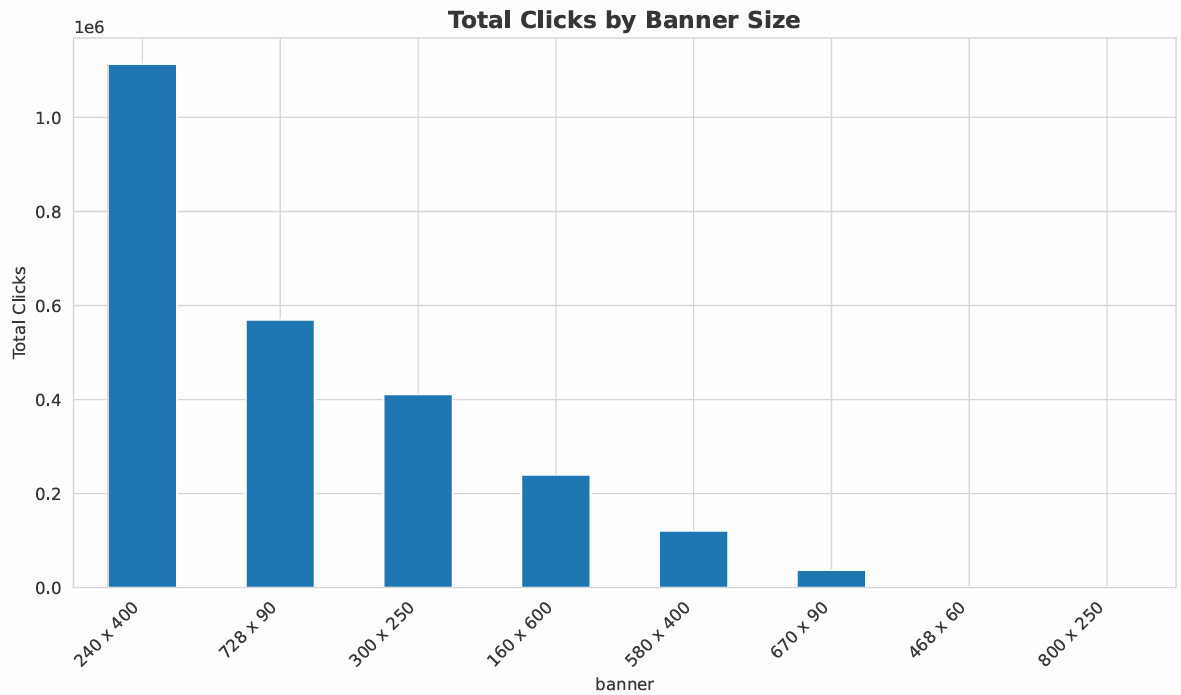 Total Clicks by Banner Size
1e6
1.0
0.8
0.6
0.4
0.2
0.0
Total Clicks
240 x 400
728 x 90
300 x 250
160 x 600
580 x 400
670 x 90
468 x 60
800 x 250
banner